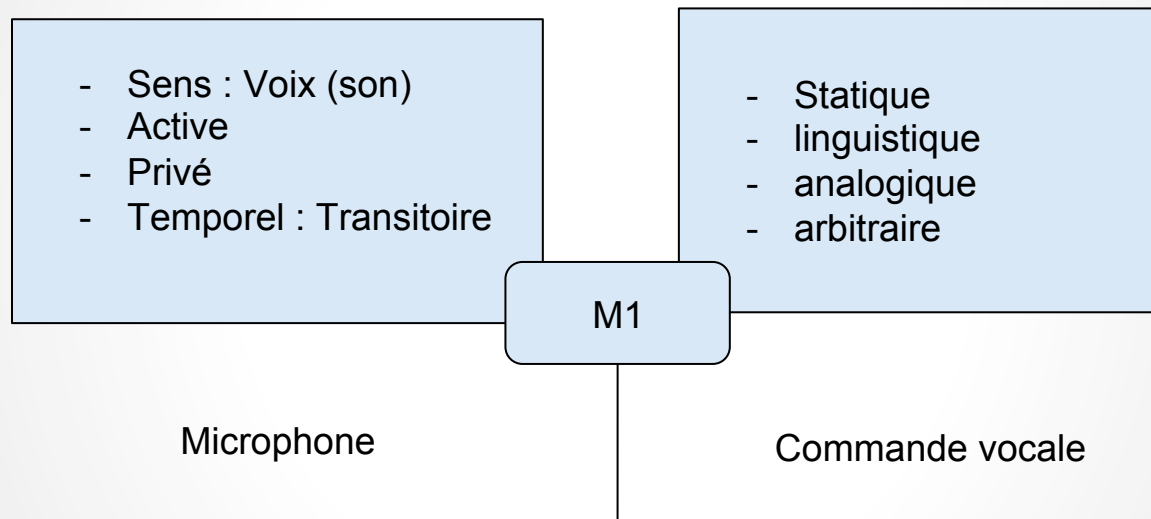 - Sens : Voix (son)
- Active
- Privé
- Temporel : Transitoire
- Statique
- linguistique
- analogique
- arbitraire
M1
Microphone
Commande vocale